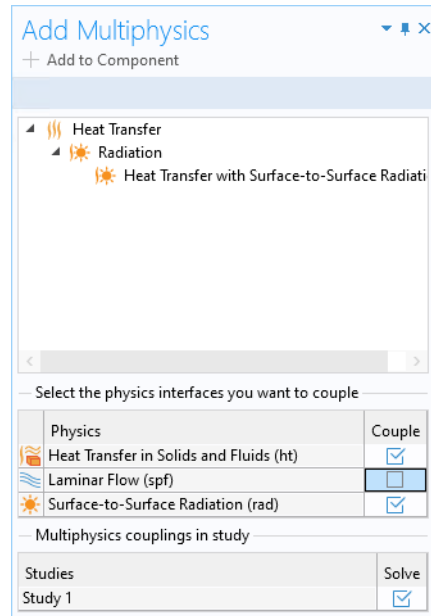 Add Multiphysics
Add to Component
Heat Transfer
Radiation
Heat Transfer with Surface-to-Surface Radiati
Select the physics interfaces you want to couple
Physics Couple
Heat Transfer in Solids and Fluids (ht)
Laminar Flow (spf)
Surface-to-Surface Radiation (rad)
Multiphysics couplings in study
Studies Solve
Study 1